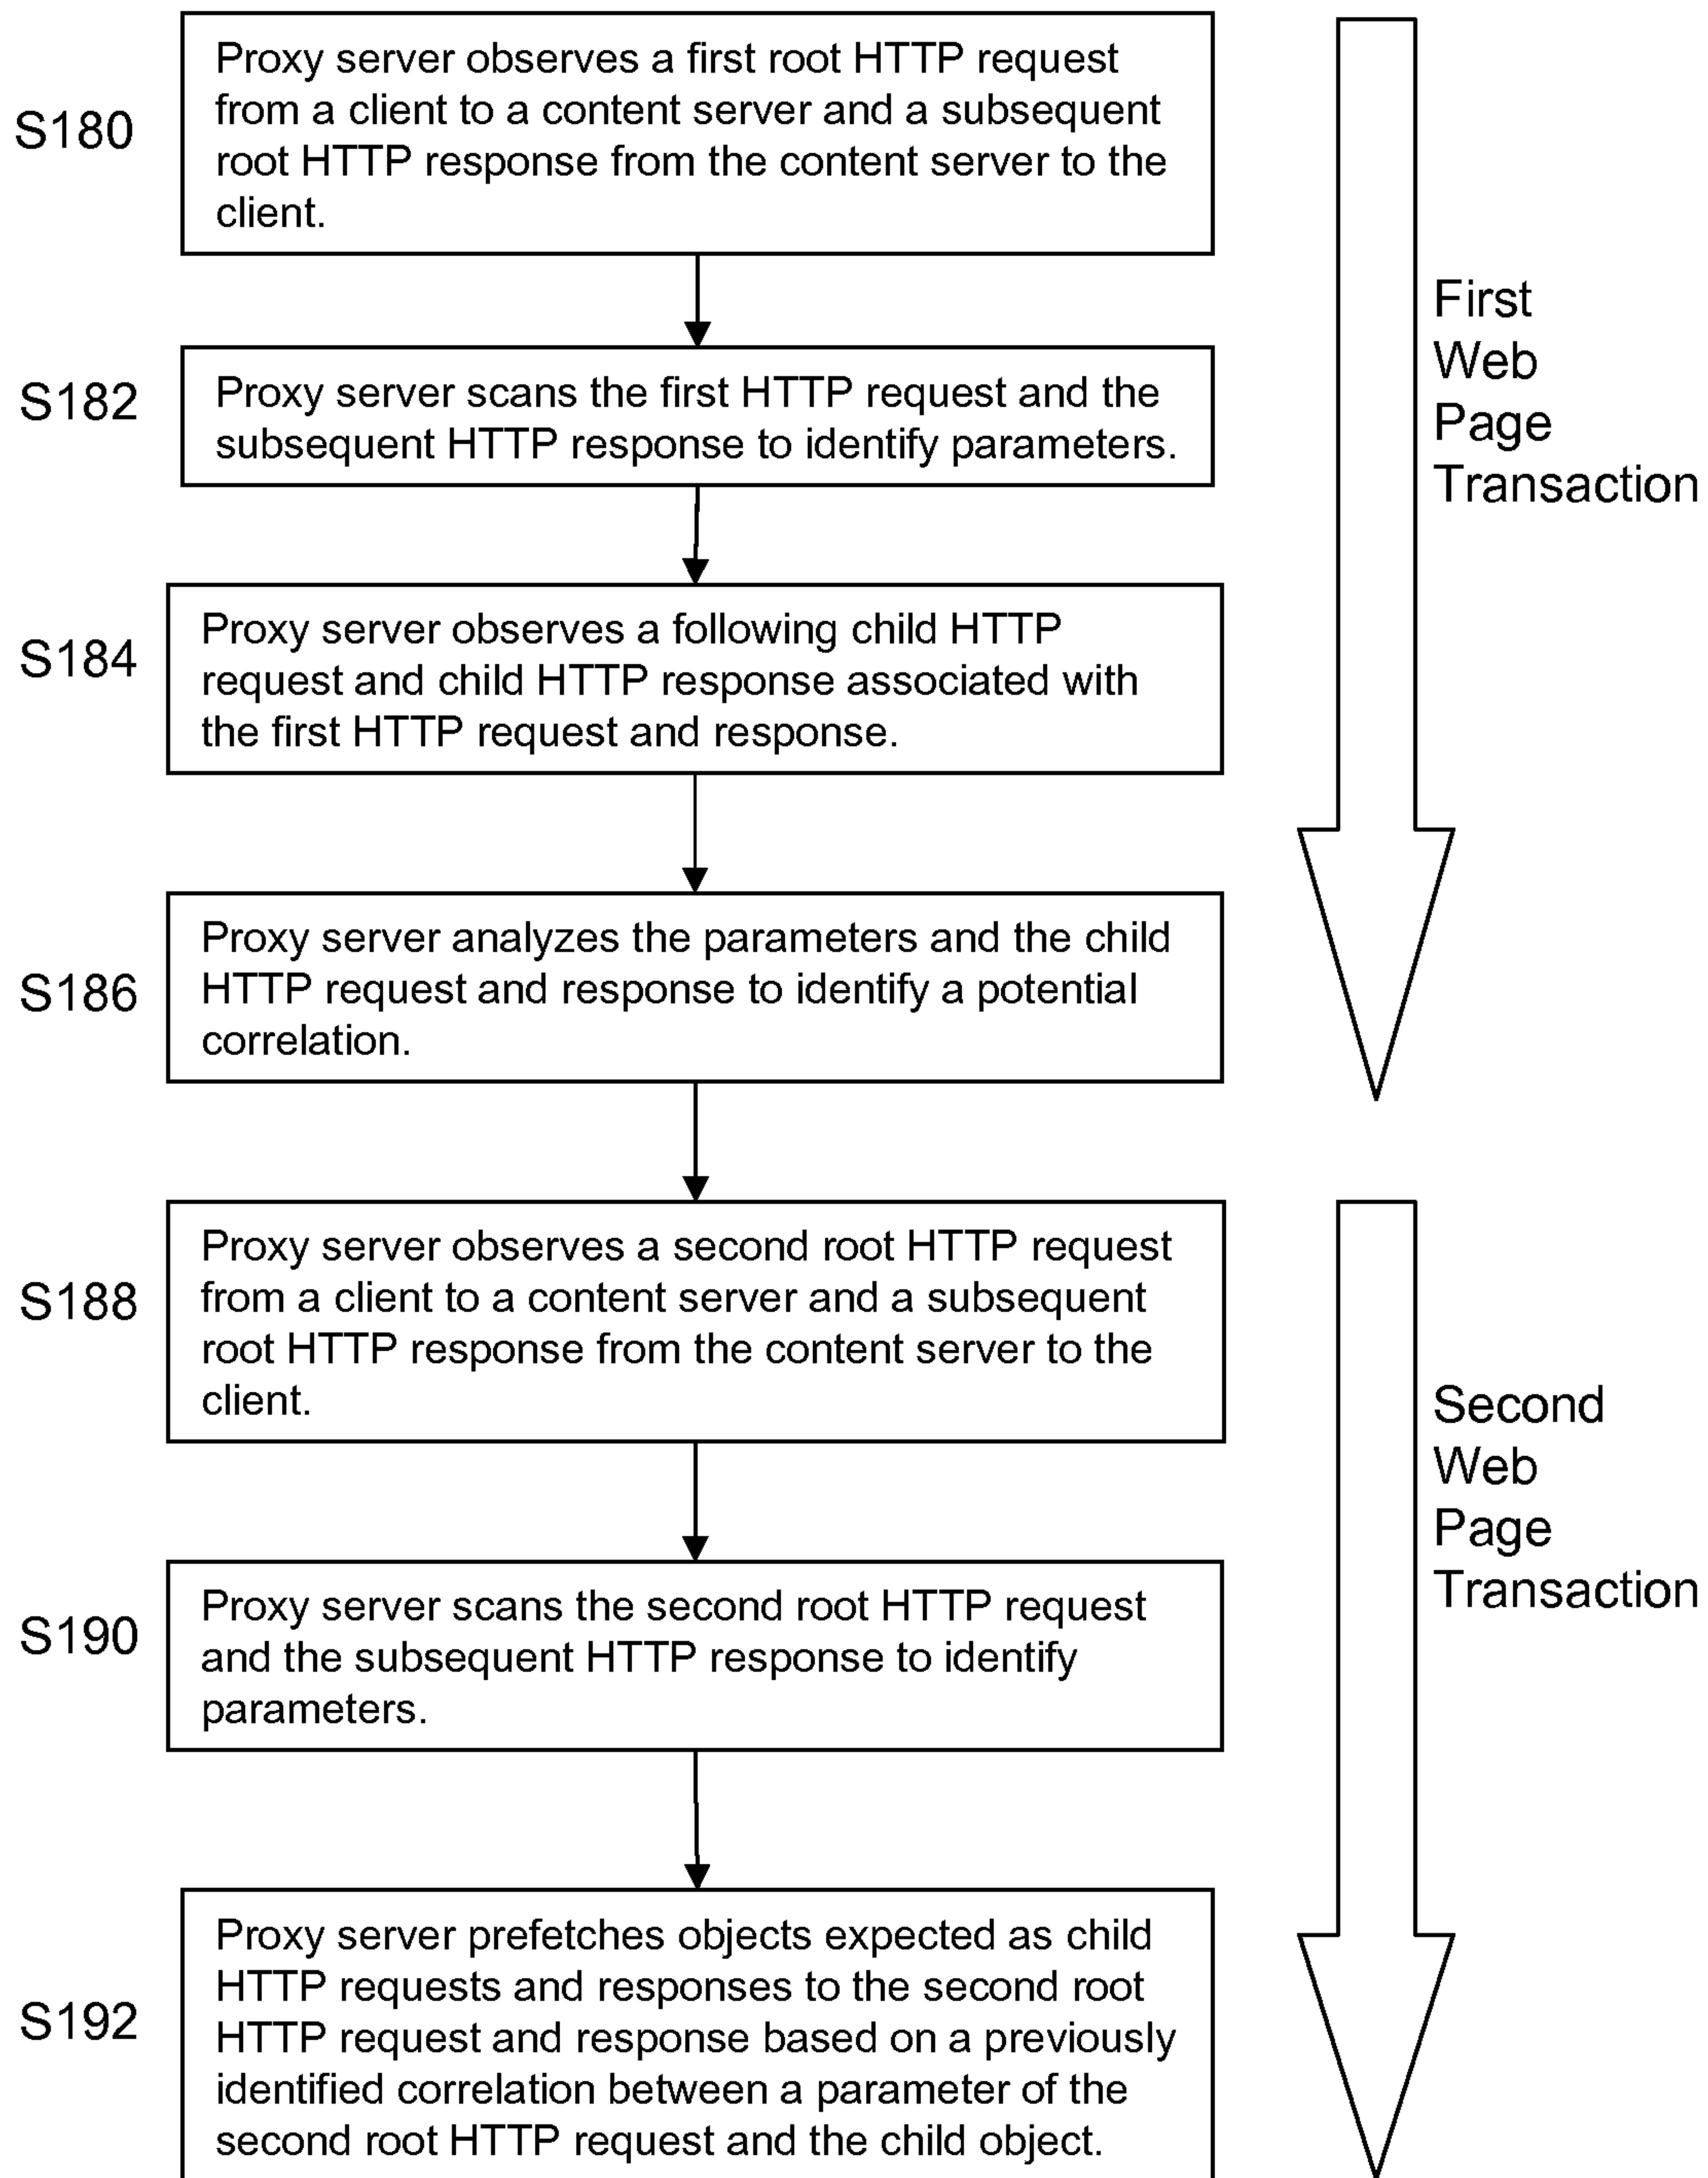 S180
Proxy server observes a first root HTTP request
from a client to a content server and a subsequent
root HTTP response from the content server to the
client.
S182
Proxy server scans the first HTTP request and the
subsequent HTTP response to identify parameters.
S184
Proxy server observes a following child HTTP
request and child HTTP response associated with
the first HTTP request and response.
S186
Proxy server analyzes the parameters and the child
HTTP request and response to identify a potential
correlation.
First
Web
Page
Transaction
S188
Proxy server observes a second root HTTP request
from a client to a content server and a subsequent
root HTTP response from the content server to the
client.
S190
Proxy server scans the second root HTTP request
and the subsequent HTTP response to identify
parameters.
S192
Proxy server prefetches objects expected as child
HTTP requests and responses to the second root
HTTP request and response based on a previously
identified correlation between a parameter of the
second root HTTP request and the child object.
Second
Web
Page
Transaction